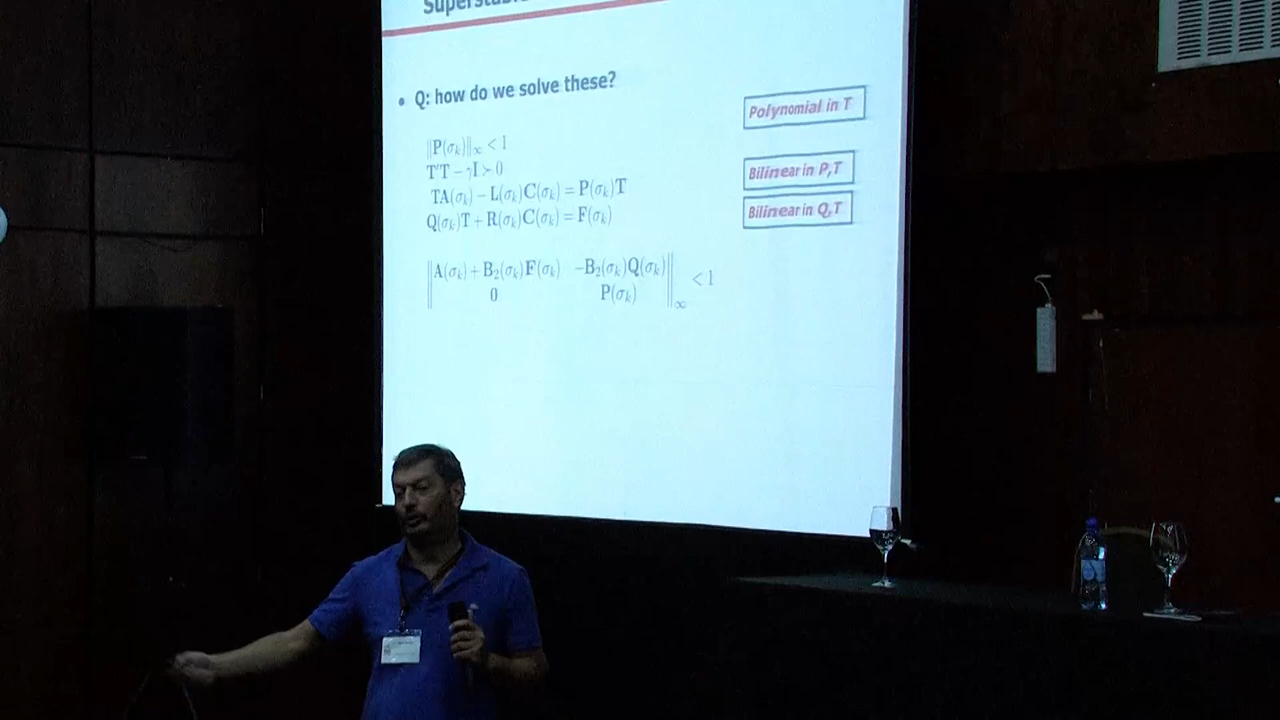 Superstable
• Q: how do we solve these?
Polynomial in T
‖P(σₖ)‖∞ < 1
T'T − γI ≻ 0
Bilinear in P,T
TA(σₖ) − L(σₖ)C(σₖ) = P(σₖ)T
Bilinear in Q,T
Q(σₖ)T + R(σₖ)C(σₖ) = F(σₖ)
‖A(σₖ) + B₂(σₖ)F(σₖ) −B₂(σₖ)Q(σₖ)‖
0 P(σₖ) ∞ < 1